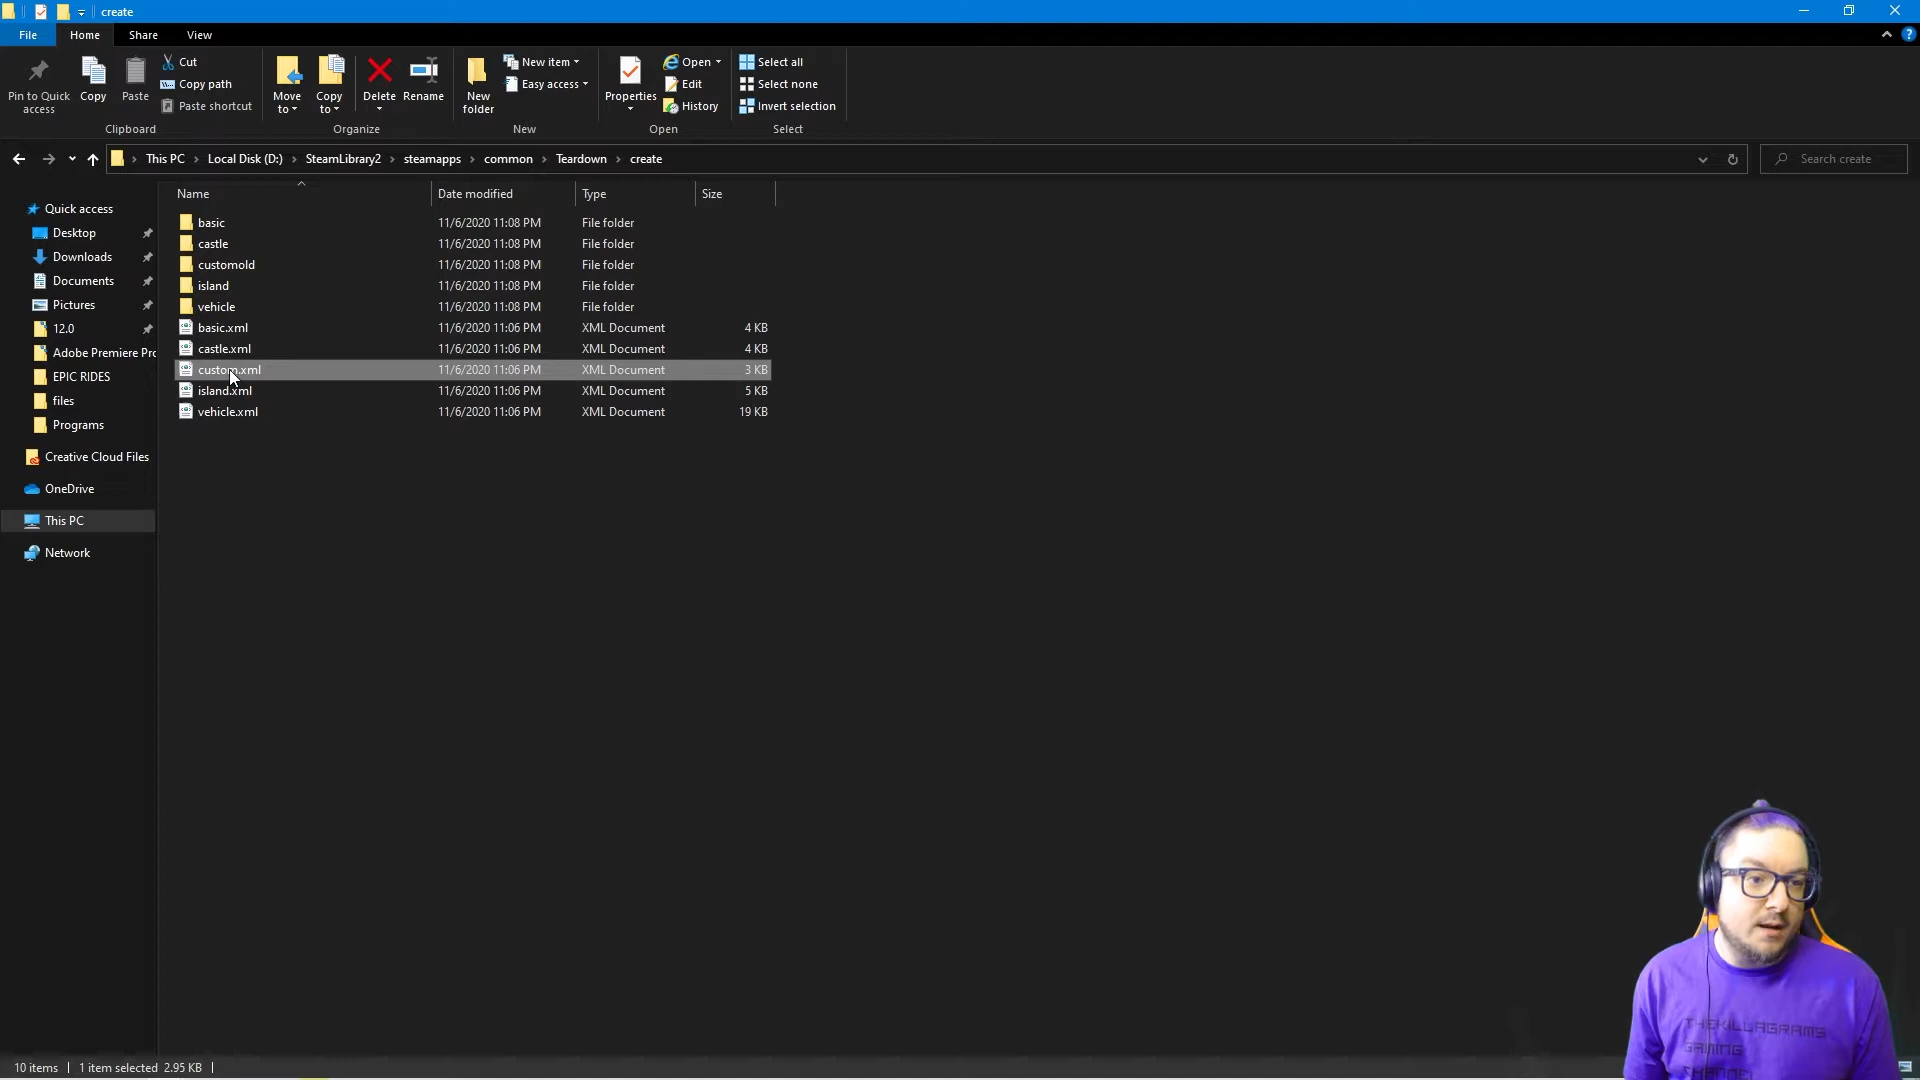 create
File
Home
Share
View
Pin to Quick access
Copy
Paste
Cut
Copy path
Paste shortcut
Clipboard
Move to
Copy to
Delete
Rename
Organize
New folder
New item
Easy access
New
Properties
Open
Edit
History
Open
Select all
Select none
Invert selection
Select
This PC
Local Disk (D:)
SteamLibrary2
steamapps
common
Teardown
create
Search create
Name
Date modified
Type
Size
Quick access
Desktop
Downloads
Documents
Pictures
12.0
Adobe Premiere Prc
EPIC RIDES
files
Programs
Creative Cloud Files
OneDrive
This PC
Network
basic 11/6/2020 11:08 PM File folder
castle 11/6/2020 11:08 PM File folder
customold 11/6/2020 11:08 PM File folder
island 11/6/2020 11:08 PM File folder
vehicle 11/6/2020 11:08 PM File folder
basic.xml 11/6/2020 11:06 PM XML Document 4 KB
castle.xml 11/6/2020 11:06 PM XML Document 4 KB
custom.xml 11/6/2020 11:06 PM XML Document 3 KB
island.xml 11/6/2020 11:06 PM XML Document 5 KB
vehicle.xml 11/6/2020 11:06 PM XML Document 19 KB
THEKILLAGRAMS
GAMING
CHANNEL
10 items
1 item selected 2.95 KB